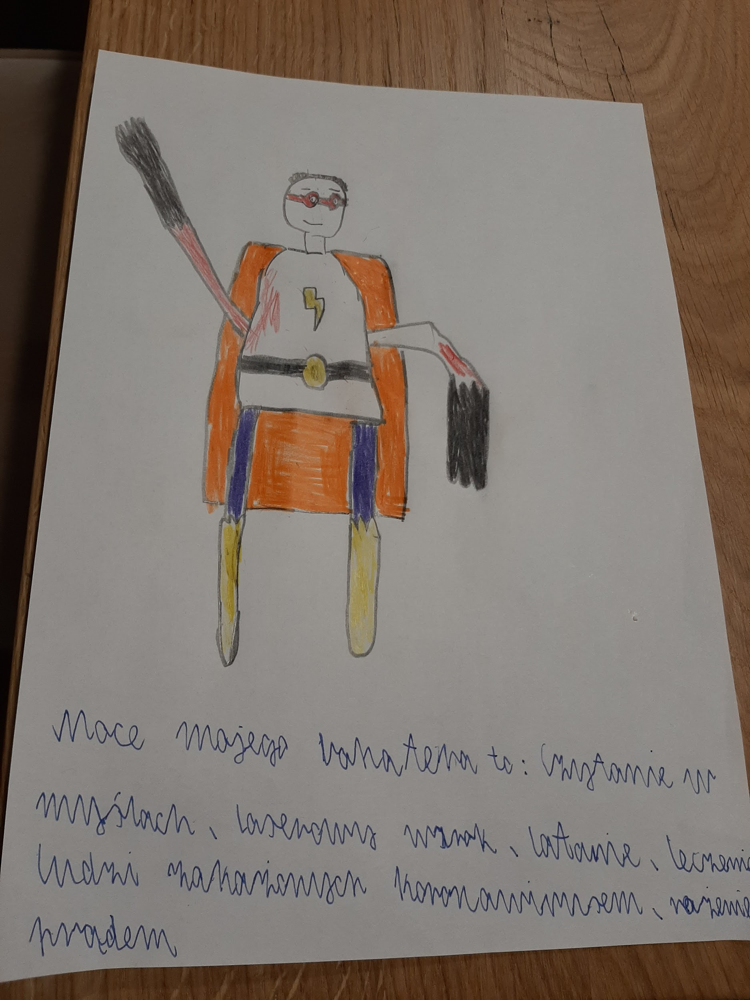 Moce mojego bohatera to: Czytanie w
myślach, laserowy wzrok, latanie, leczenie
ludzi zakażonych koronawirusem, rażenie
prądem